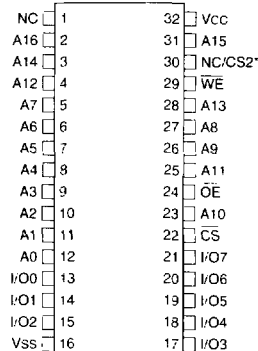 NC 1 32 Vcc
A16 2 31 A15
A14 3 30 NC/CS2*
A12 4 29 WE
A7 5 28 A13
A6 6 27 A8
A5 7 26 A9
A4 8 25 A11
A3 9 24 OE
A2 10 23 A10
A1 11 22 CS
A0 12 21 I/O7
I/O0 13 20 I/O6
I/O1 14 19 I/O5
I/O2 15 18 I/O4
Vss 16 17 I/O3